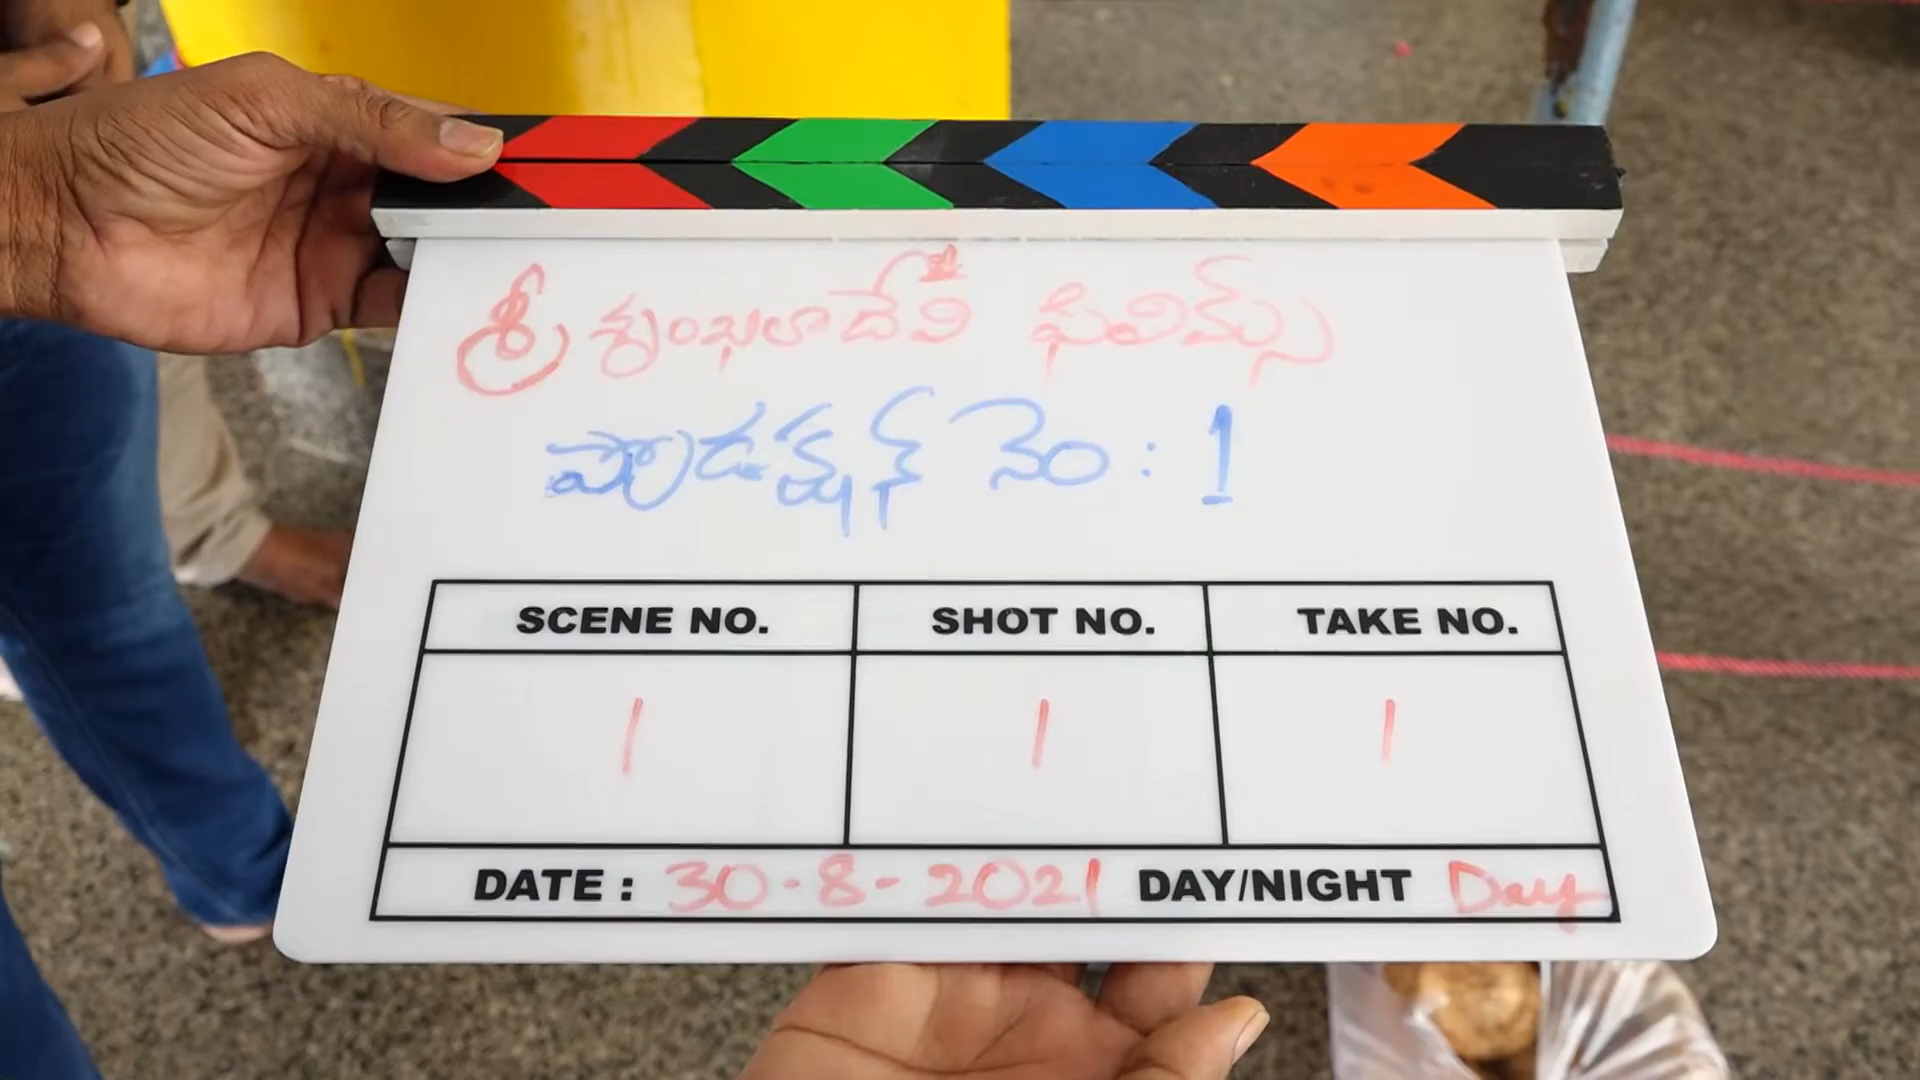 శ్రీ శృంఖలాదేవి ఫిలిమ్స్
ప్రొడక్షన్ నెం : 1
SCENE NO. SHOT NO. TAKE NO.
1 1 1
DATE : 30-8-2021 DAY/NIGHT Day